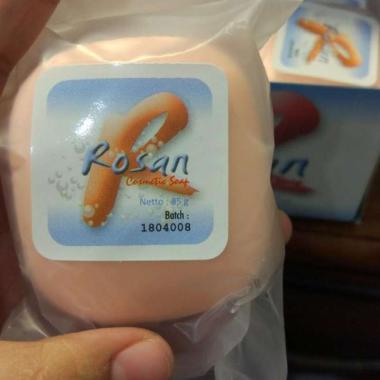 Rosan
Cosmetic Soap
Netto : 85 g
Batch :
1804008